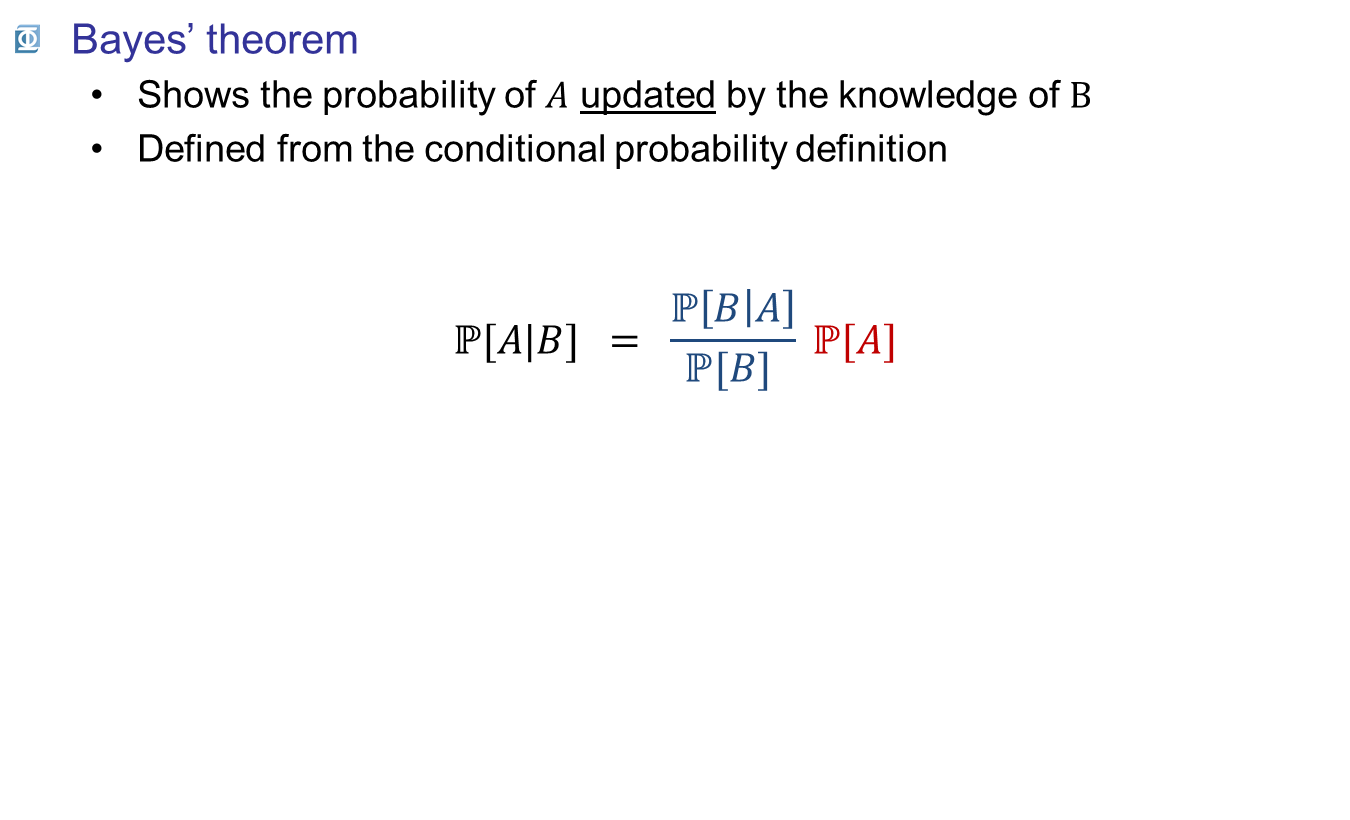 Bayes’ theorem
• Shows the probability of A updated by the knowledge of B
• Defined from the conditional probability definition
ℙ[A|B] = ℙ[B|A] / ℙ[B] ℙ[A]